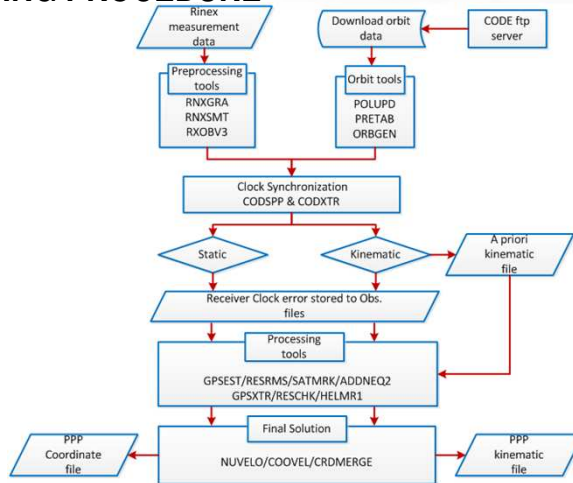 Rinex
measurement
data
Download orbit
data
CODE ftp
server
Preprocessing
tools
RNXGRA
RNXSMT
RXOBV3
Orbit tools
POLUPD
PRETAB
ORBGEN
Clock Synchronization
CODSPP & CODXTR
Static
Kinematic
A priori
kinematic
file
Receiver Clock error stored to Obs.
files
Processing
tools
GPSEST/RESRMS/SATMRK/ADDNEQ2
GPSXTR/RESCHK/HELMR1
Final Solution
NUVELO/COOVEL/CRDMERGE
PPP
Coordinate
file
PPP
kinematic
file